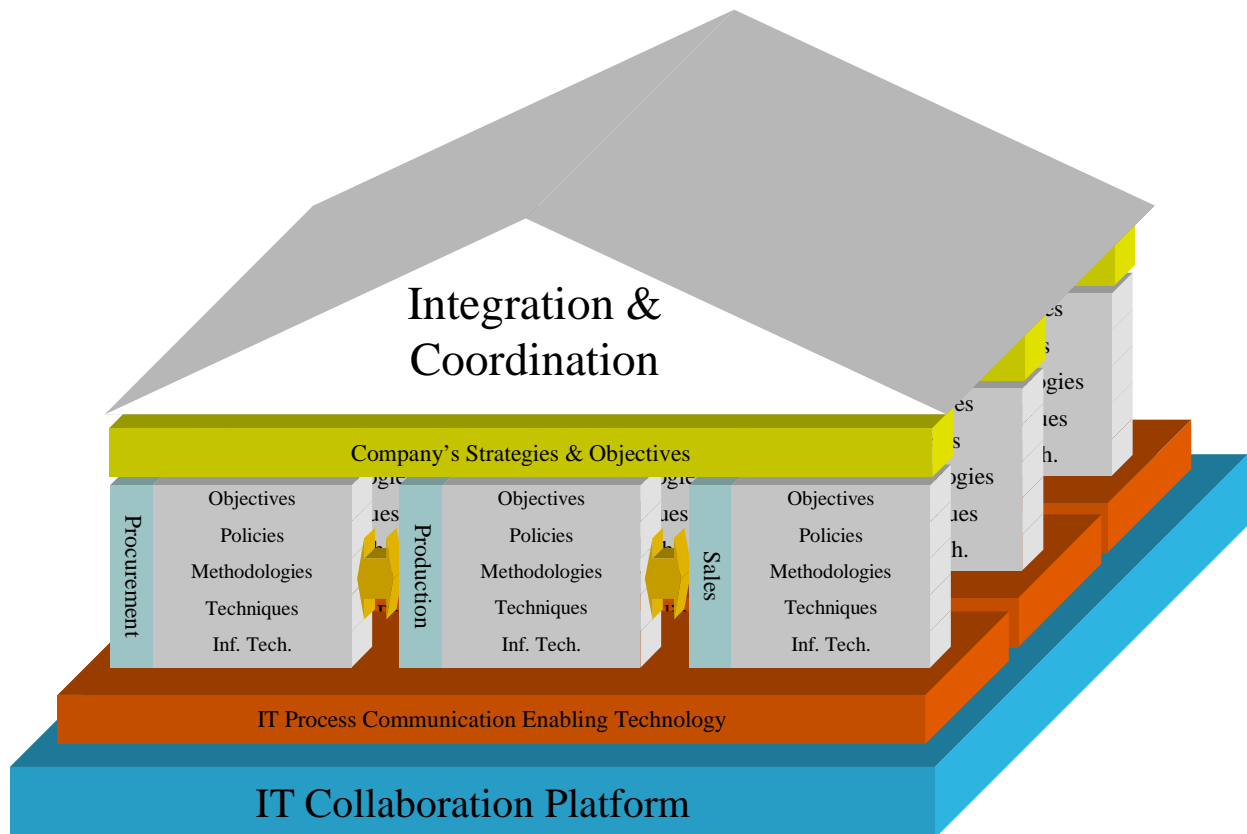 Integration &
Coordination
Company's Strategies & Objectives
Procurement
Objectives
Policies
Methodologies
Techniques
Inf. Tech.
Production
Objectives
Policies
Methodologies
Techniques
Inf. Tech.
Sales
Objectives
Policies
Methodologies
Techniques
Inf. Tech.
IT Process Communication Enabling Technology
IT Collaboration Platform